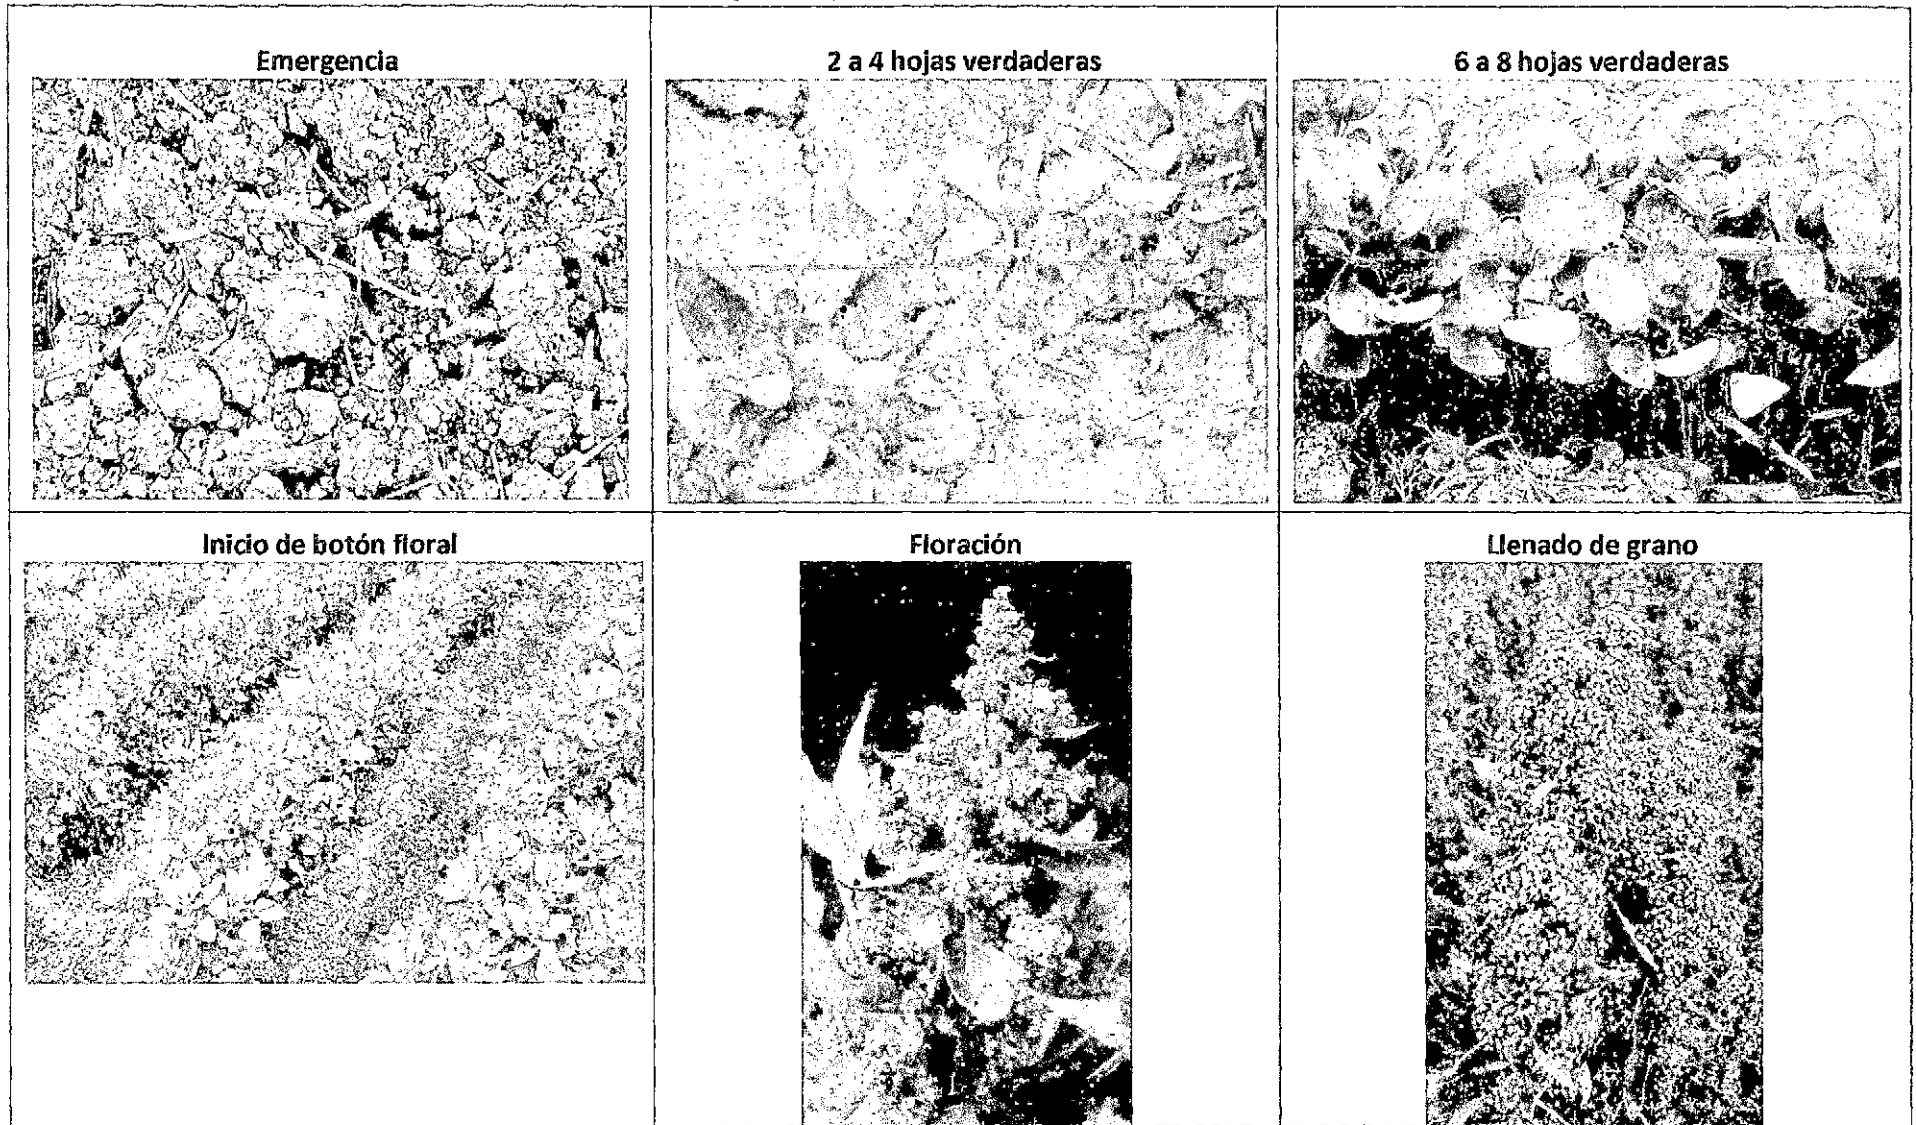 Emergencia
2 a 4 hojas verdaderas
6 a 8 hojas verdaderas
Inicio de botón floral
Floración
Llenado de grano